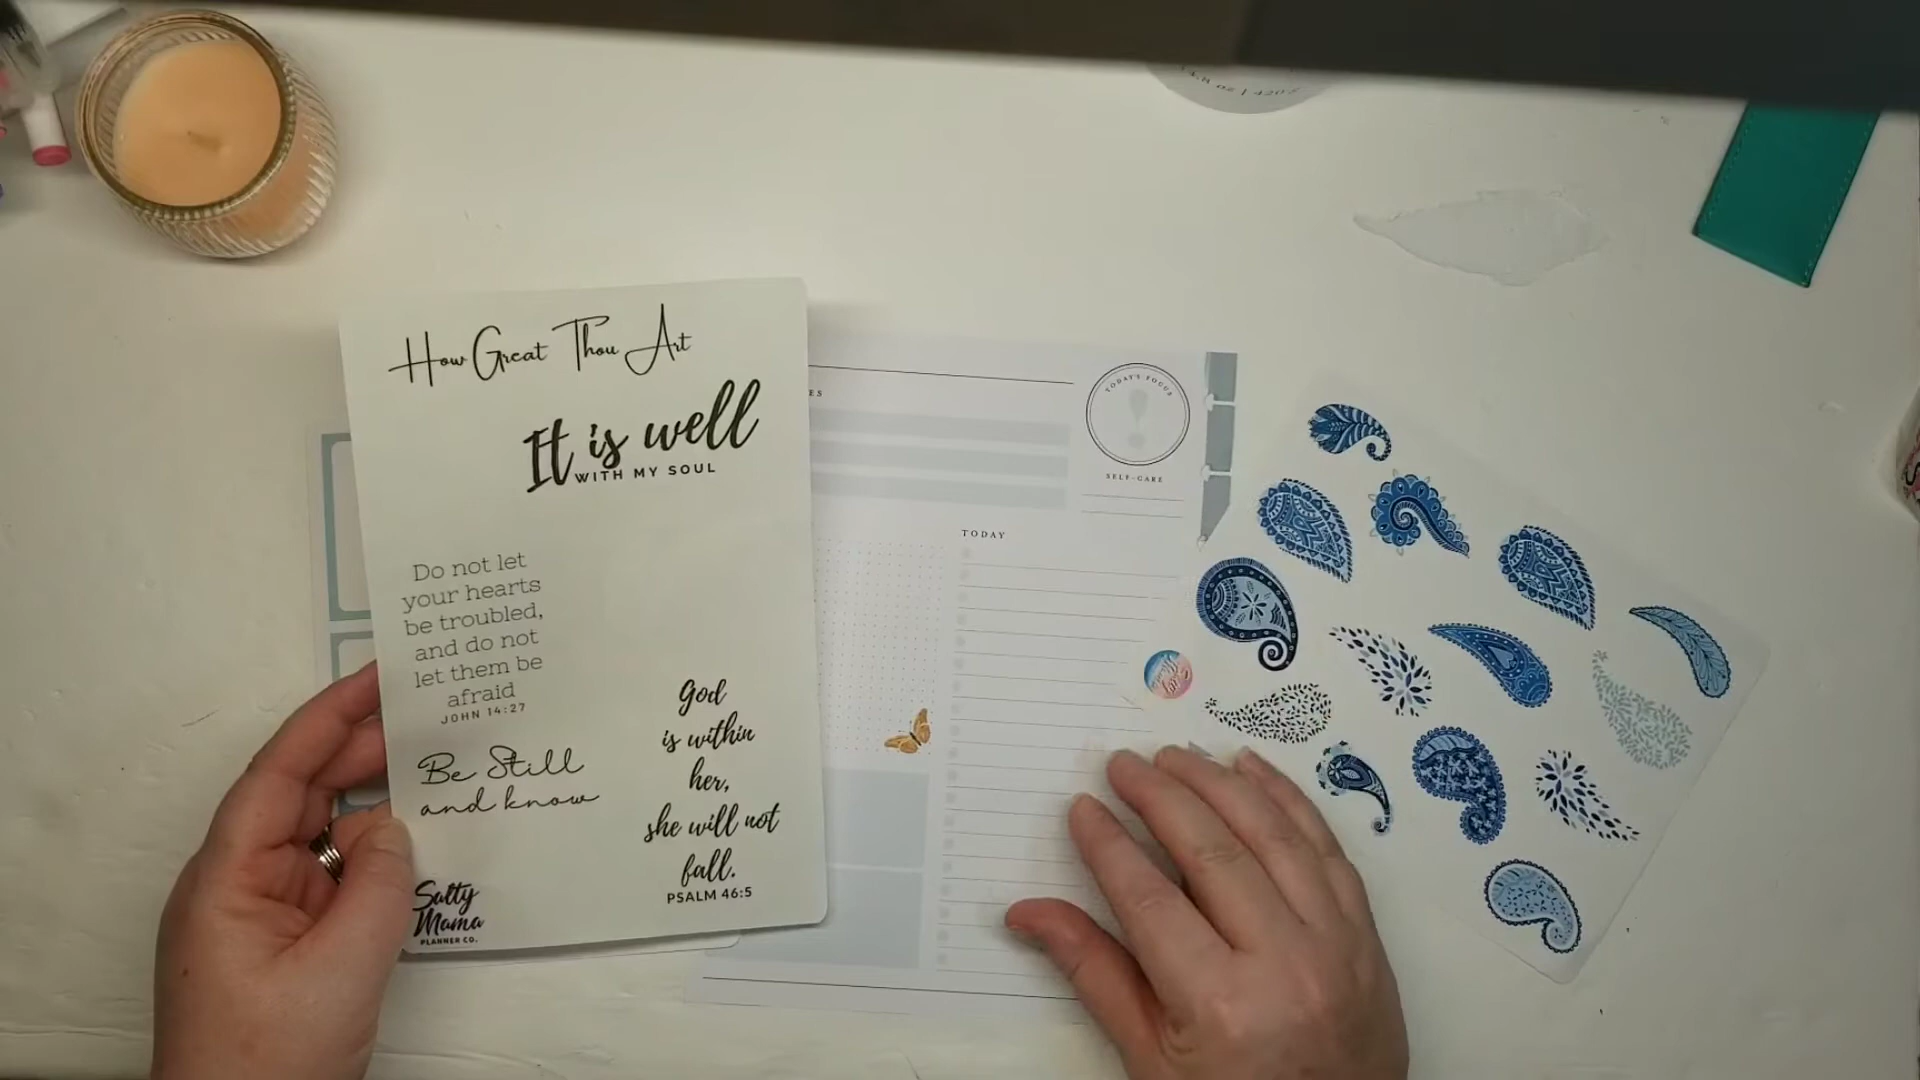 How Great Thou Art
It is well
WITH MY SOUL
Do not let
your hearts
be troubled,
and do not
let them be
afraid
JOHN 14:27
Be Still
and know
God
is within
her,
she will not
fall.
PSALM 46:5
Salty
Mama
PLANNER CO.
TODAY'S FOCUS
SELF-CARE
TODAY